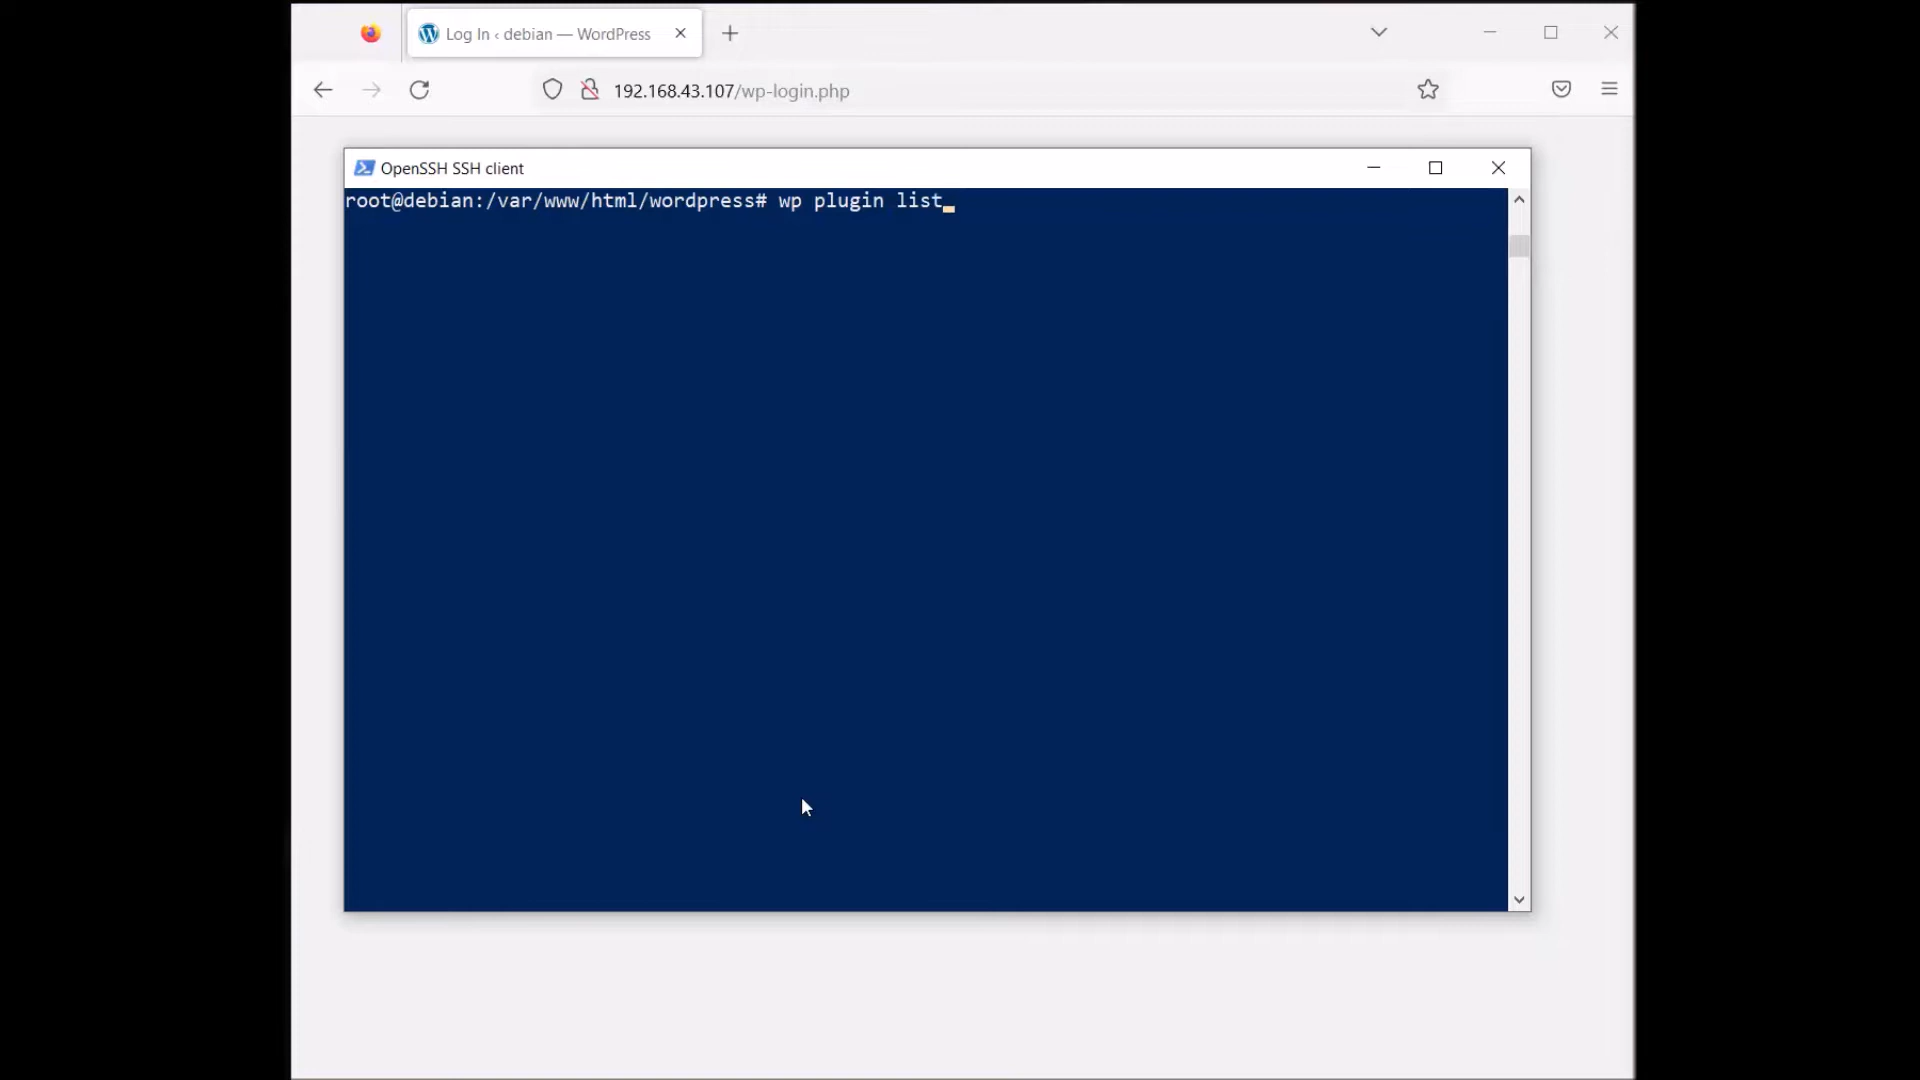 Log In ‹ debian — WordPress
192.168.43.107/wp-login.php
OpenSSH SSH client
root@debian:/var/www/html/wordpress# wp plugin list